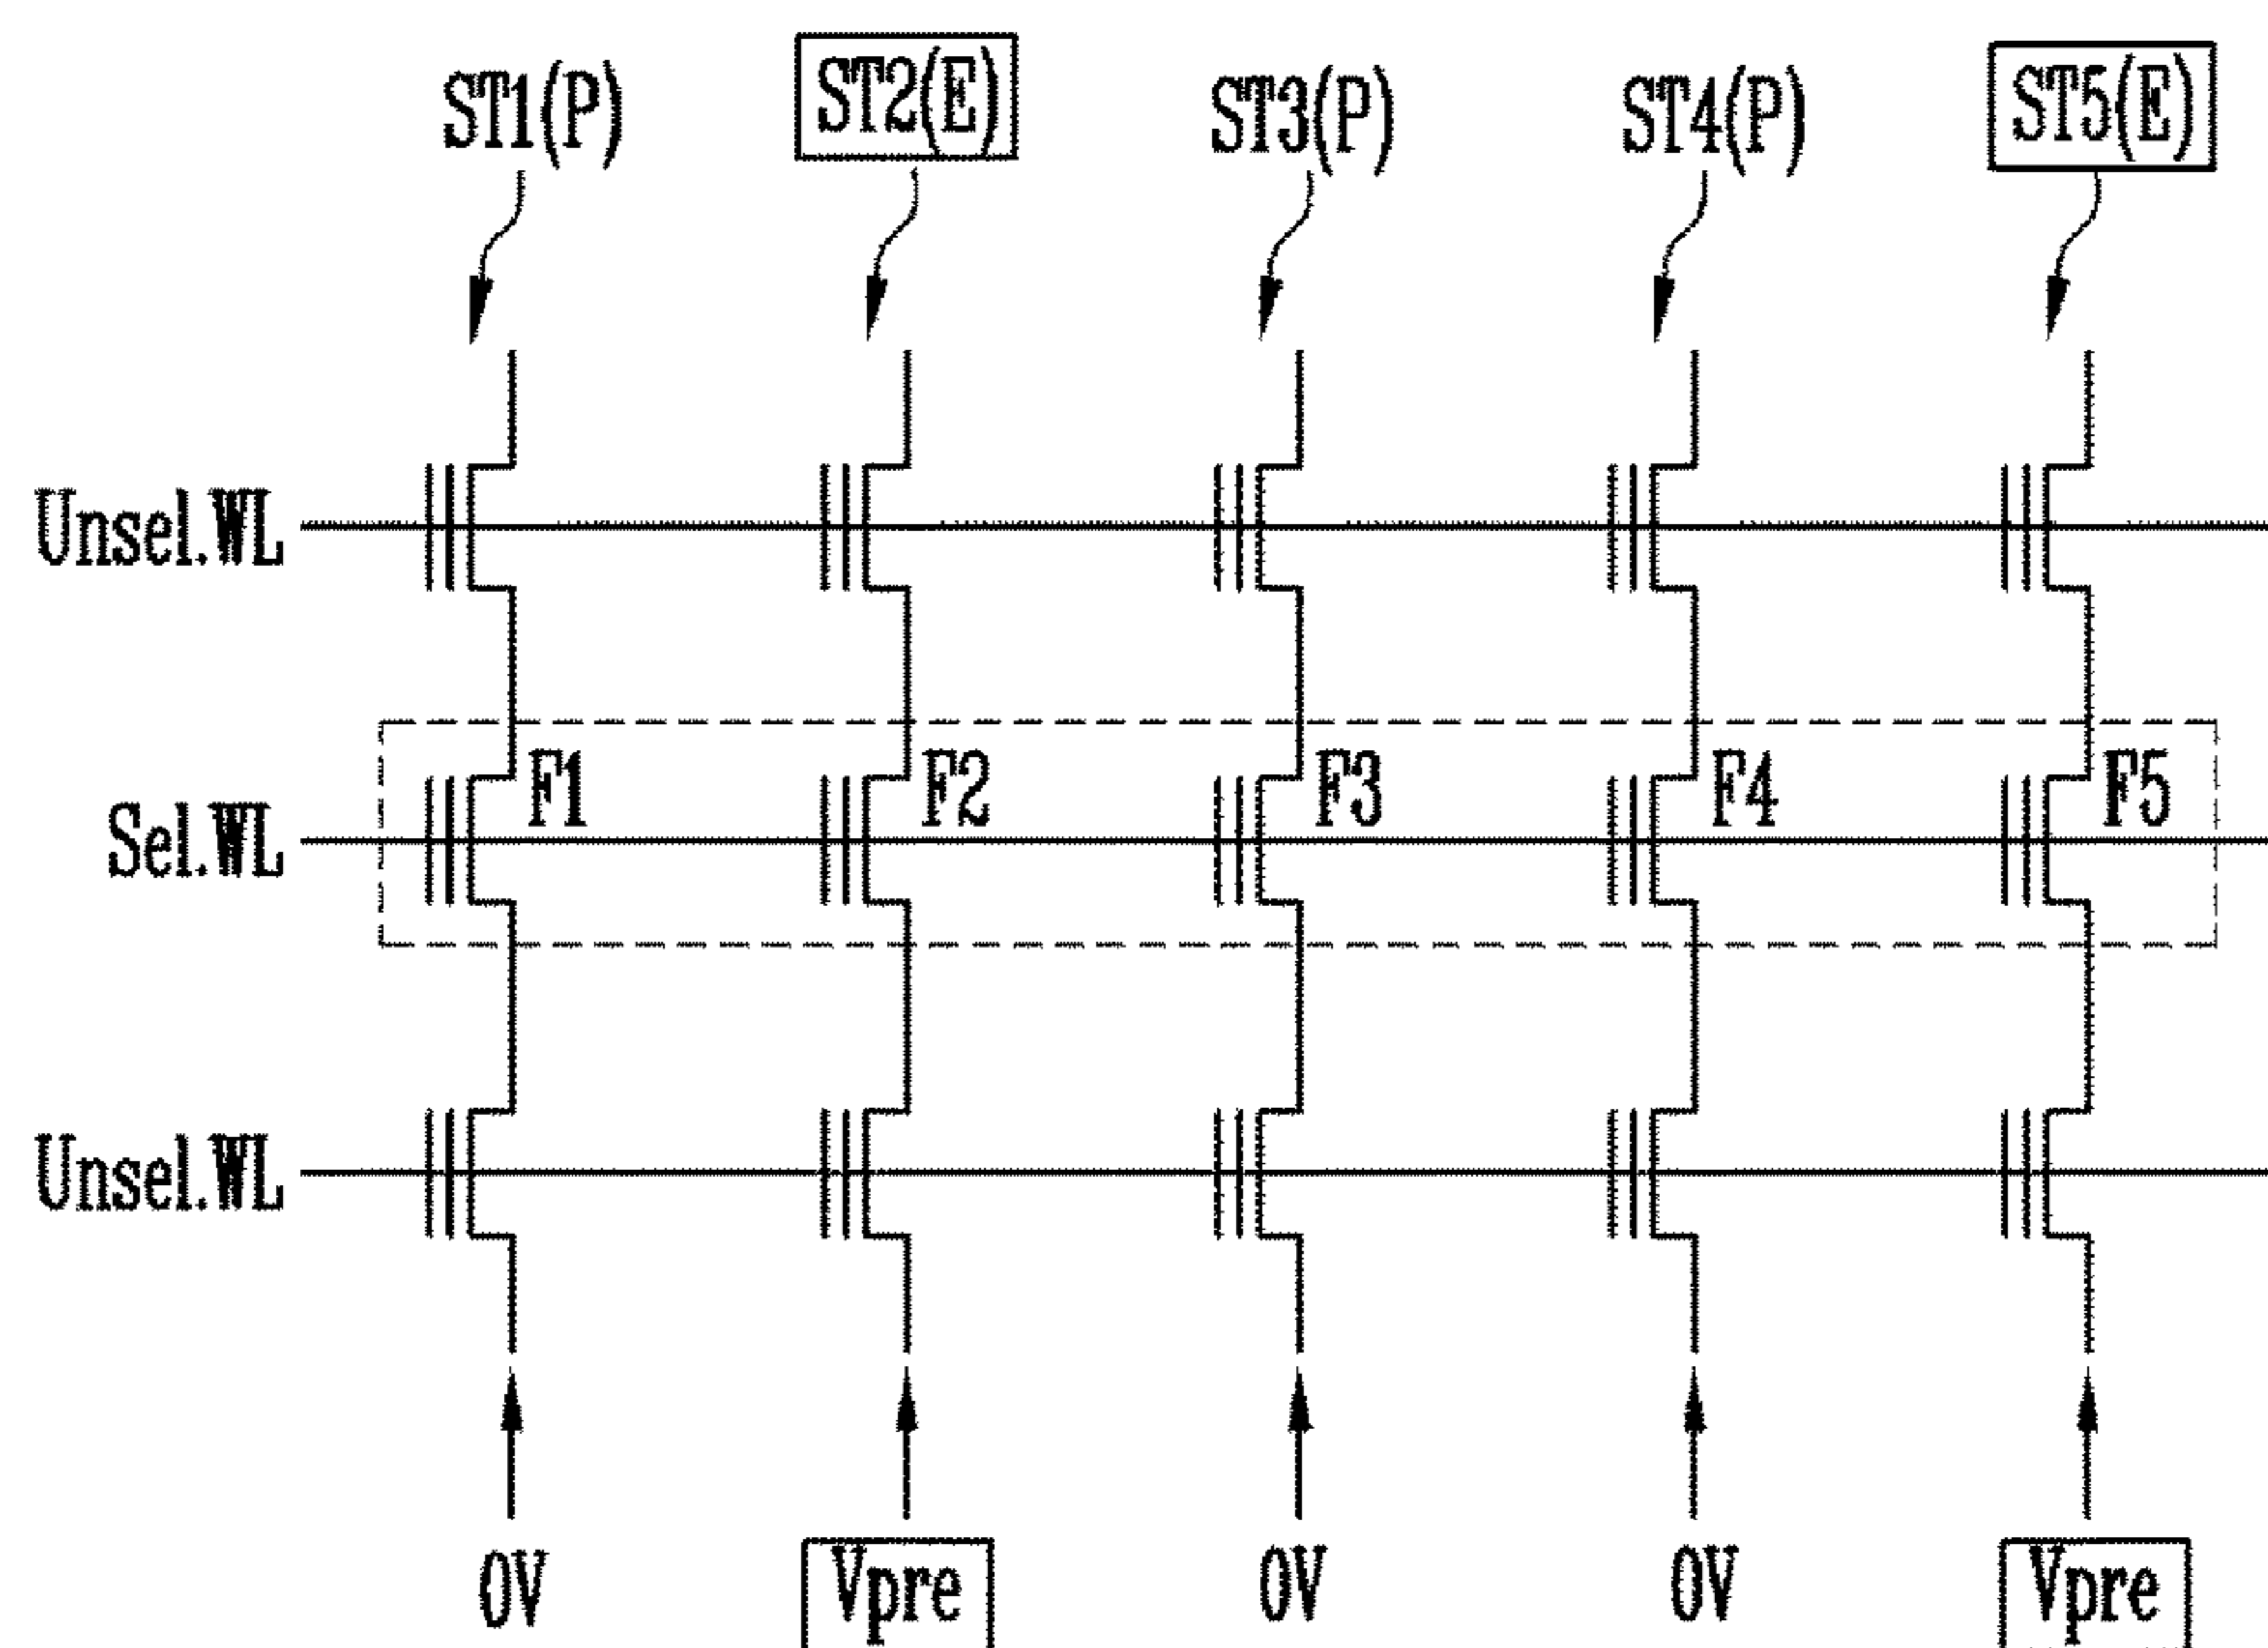 ST1(P) ST2(E) ST3(P) ST4(P) ST5(E)
Unsel.WL
F1 F2 F3 F4 F5
Sel.WL
Unsel.WL
0V Vpre 0V 0V Vpre